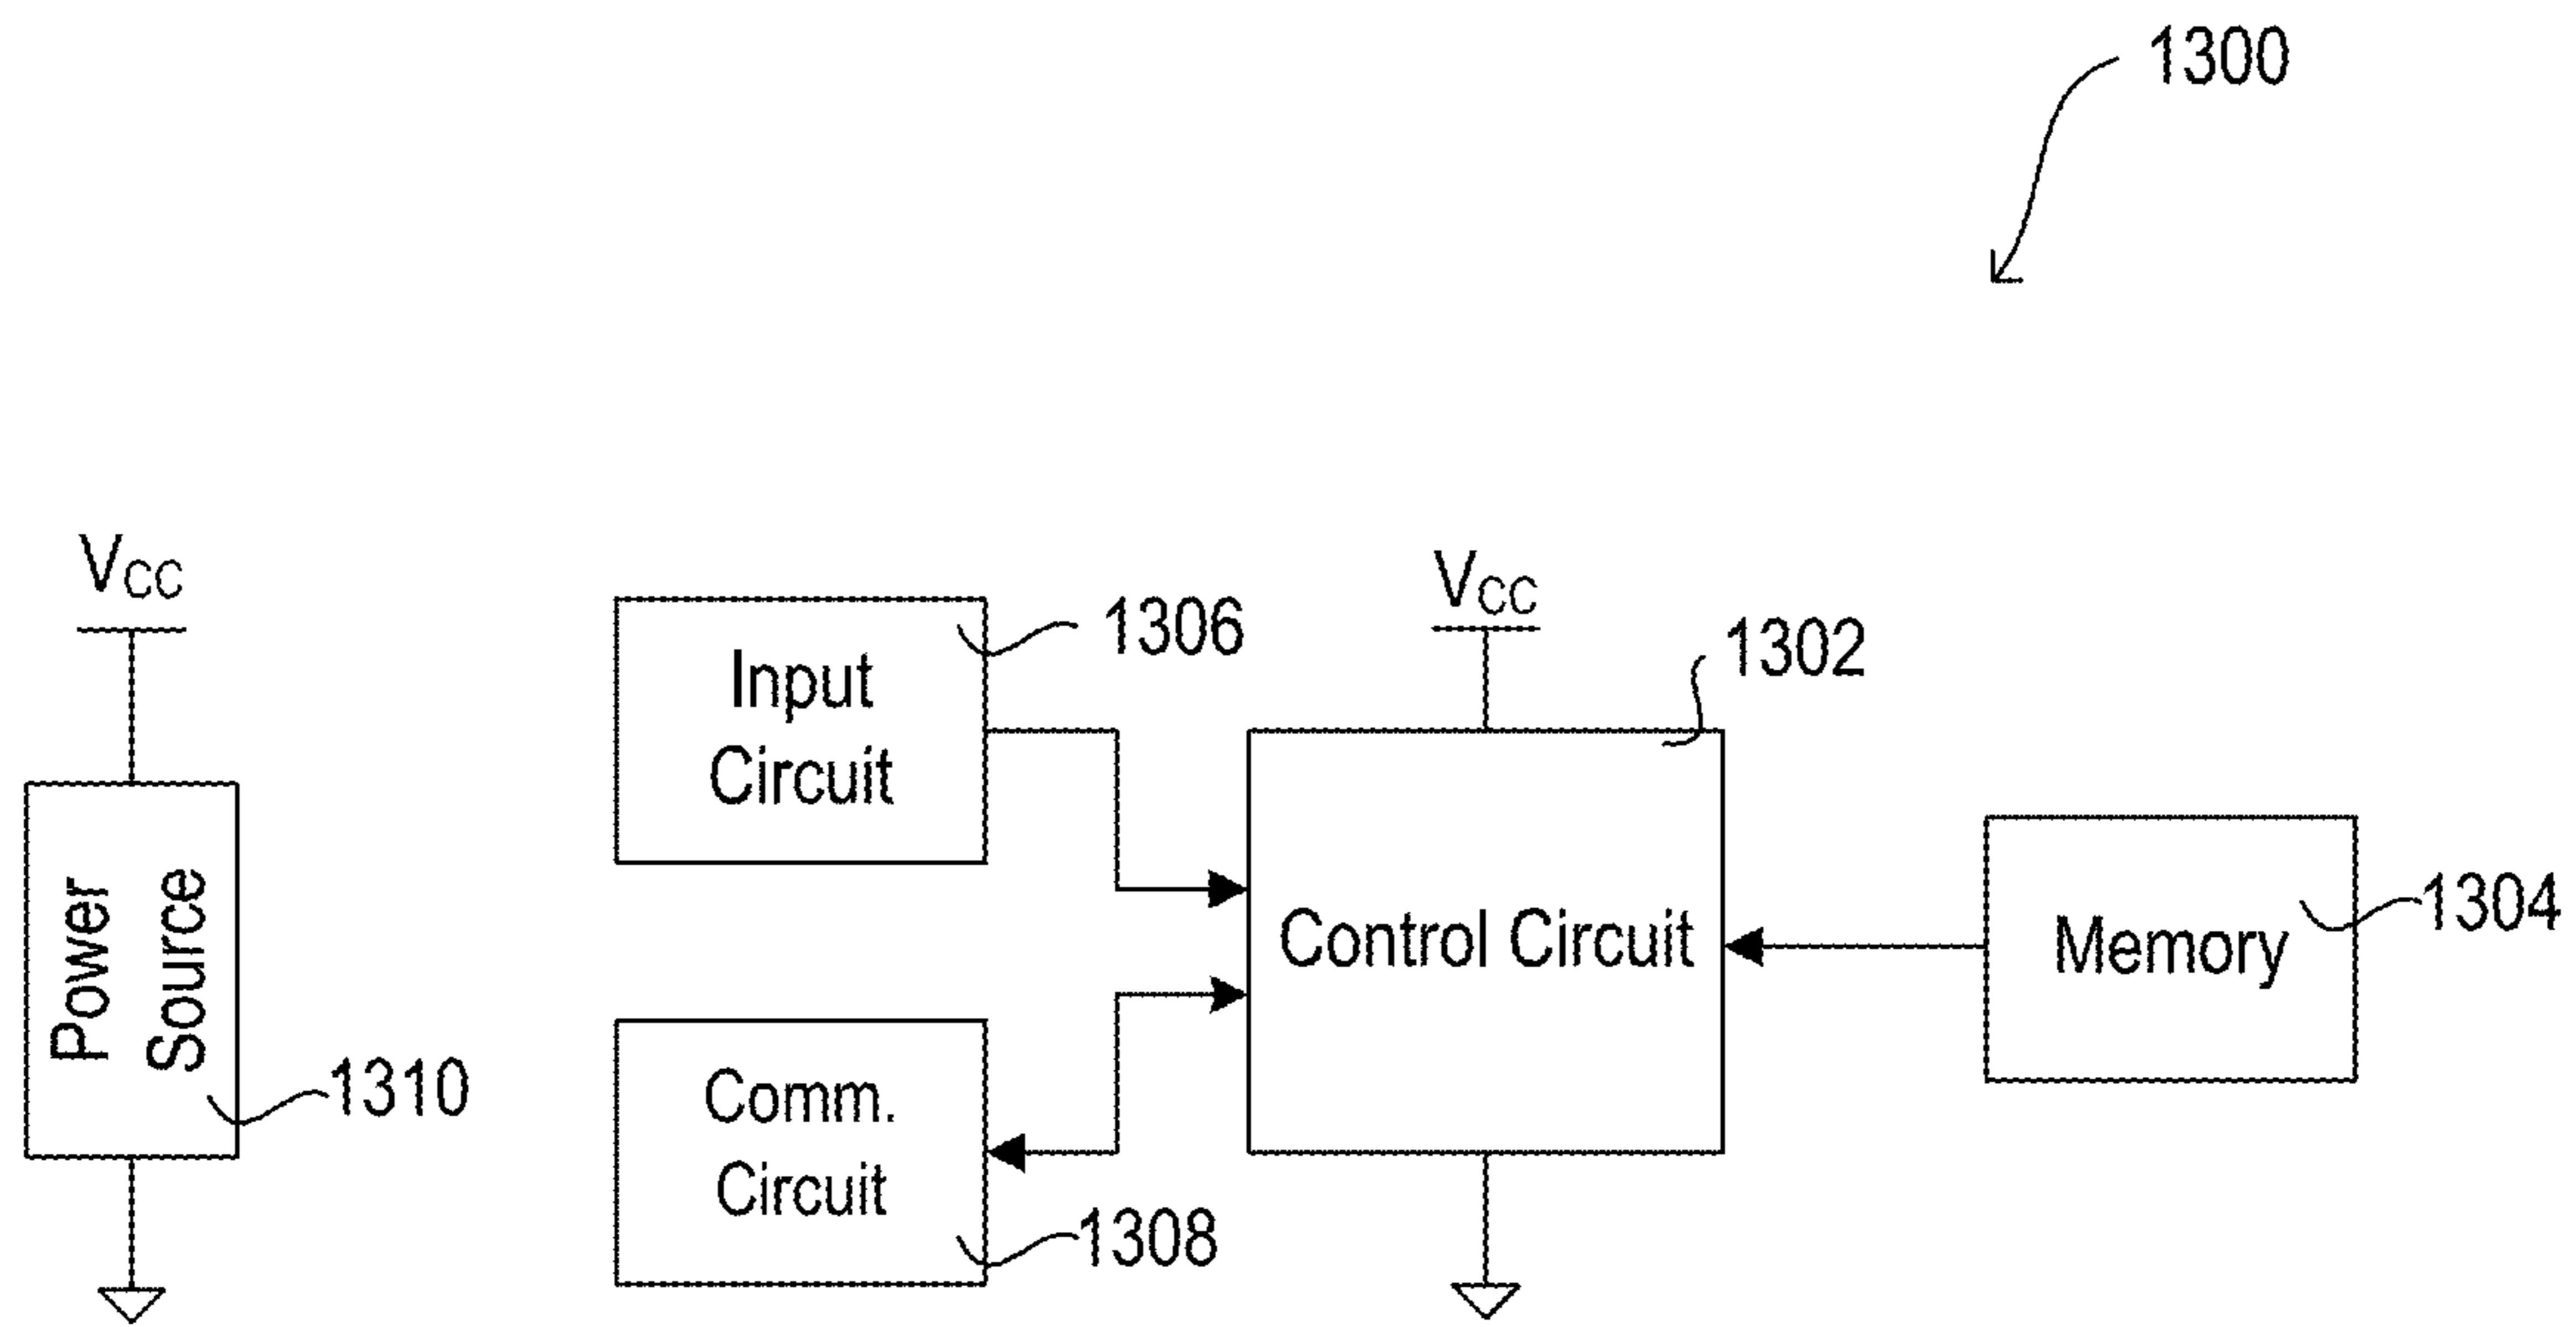 1300
VCC
Power
Source
1310
Input
Circuit
1306
Comm.
Circuit
1308
VCC
1302
Control Circuit
Memory
1304